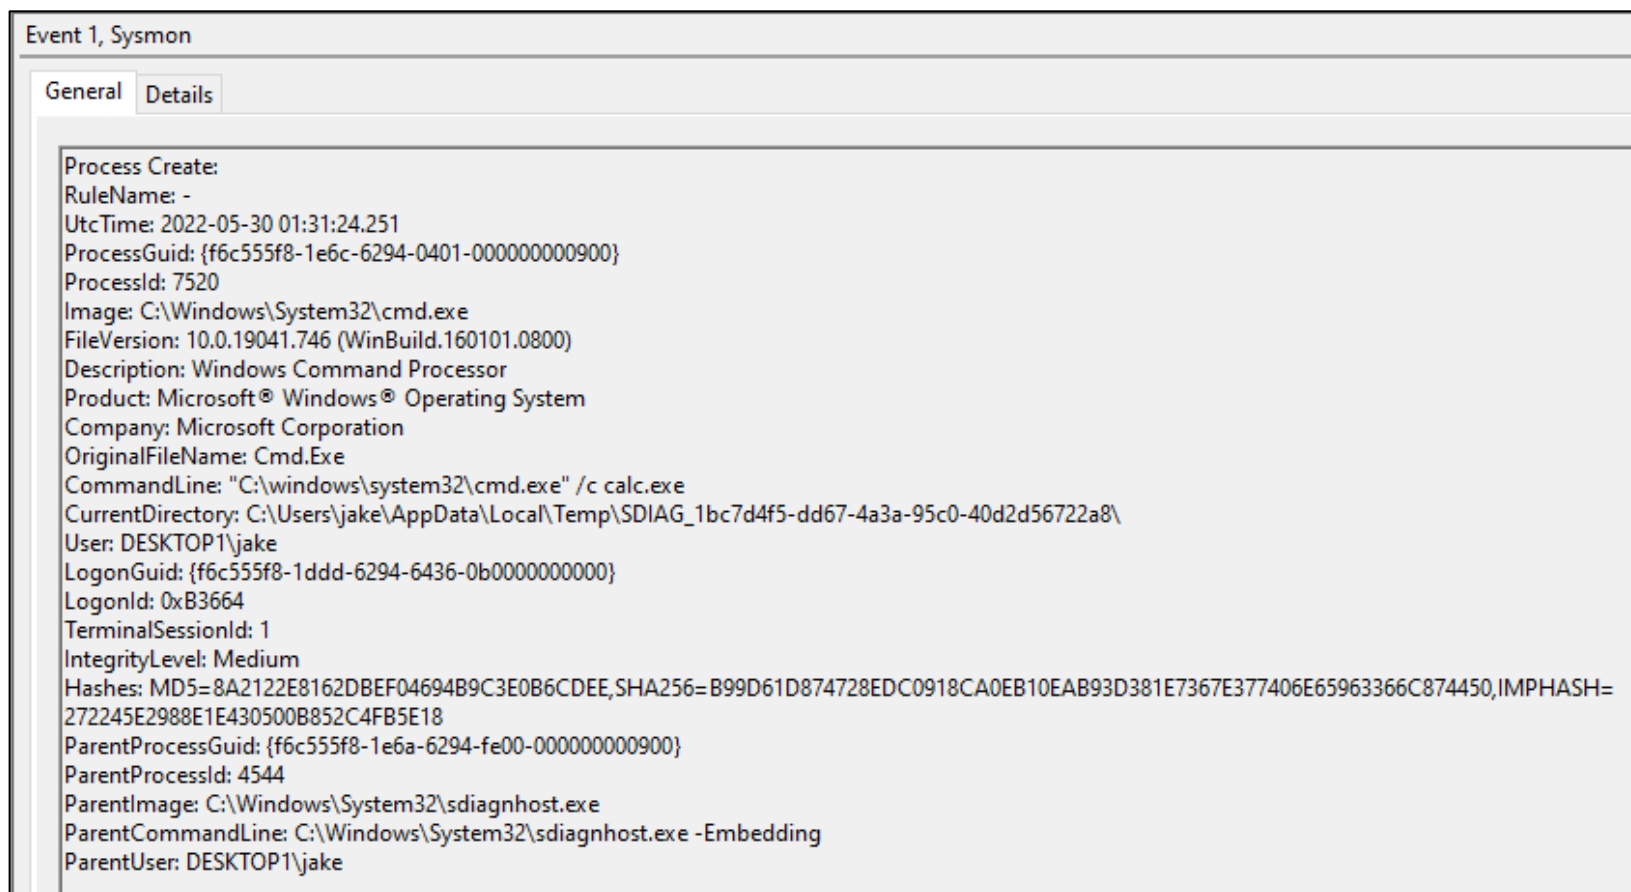 Event 1, Sysmon
General Details
Process Create:
RuleName: -
UtcTime: 2022-05-30 01:31:24.251
ProcessGuid: {f6c555f8-1e6c-6294-0401-000000000900}
ProcessId: 7520
Image: C:\Windows\System32\cmd.exe
FileVersion: 10.0.19041.746 (WinBuild.160101.0800)
Description: Windows Command Processor
Product: Microsoft® Windows® Operating System
Company: Microsoft Corporation
OriginalFileName: Cmd.Exe
CommandLine: "C:\windows\system32\cmd.exe" /c calc.exe
CurrentDirectory: C:\Users\jake\AppData\Local\Temp\SDIAG_1bc7d4f5-dd67-4a3a-95c0-40d2d56722a8\
User: DESKTOP1\jake
LogonGuid: {f6c555f8-1ddd-6294-6436-0b0000000000}
LogonId: 0xB3664
TerminalSessionId: 1
IntegrityLevel: Medium
Hashes: MD5=8A2122E8162DBEF04694B9C3E0B6CDEE,SHA256=B99D61D874728EDC0918CA0EB10EAB93D381E7367E377406E65963366C874450,IMPHASH=
272245E2988E1E430500B852C4FB5E18
ParentProcessGuid: {f6c555f8-1e6a-6294-fe00-000000000900}
ParentProcessId: 4544
ParentImage: C:\Windows\System32\sdiagnhost.exe
ParentCommandLine: C:\Windows\System32\sdiagnhost.exe -Embedding
ParentUser: DESKTOP1\jake